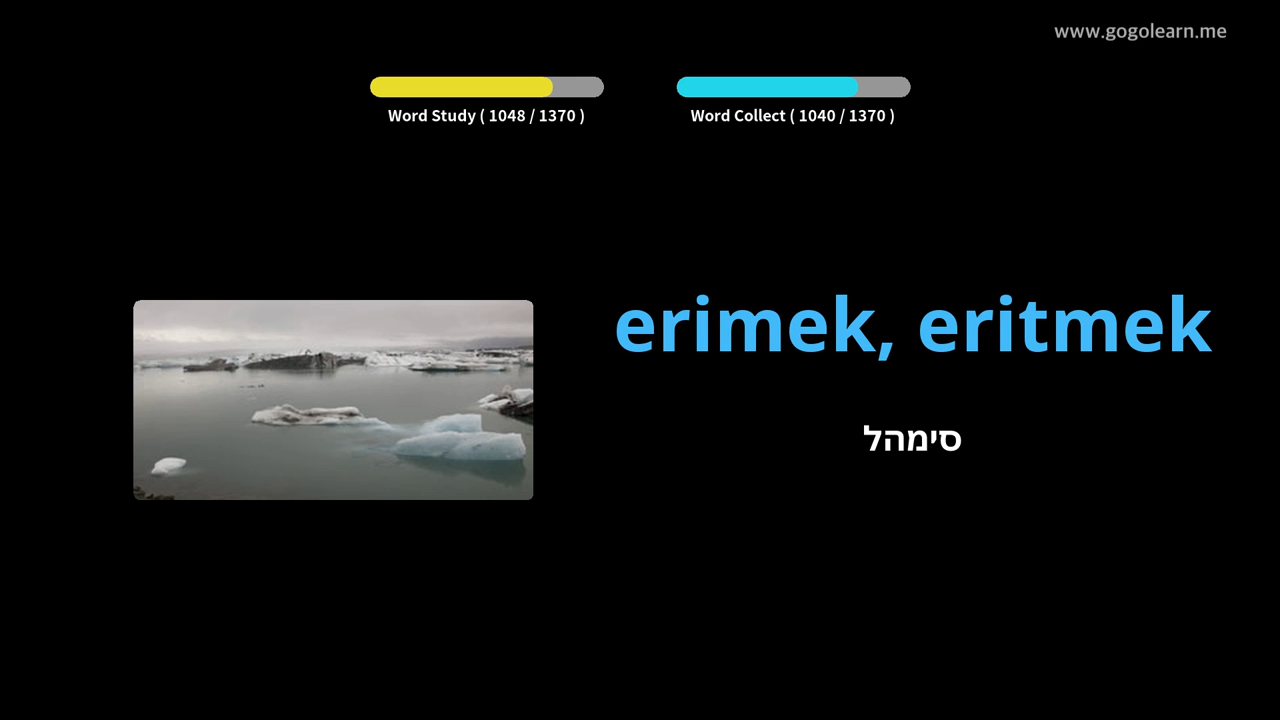 www.gogolearn.me
Word Study ( 1048 / 1370 )
Word Collect ( 1040 / 1370 )
erimek, eritmek
סימהל